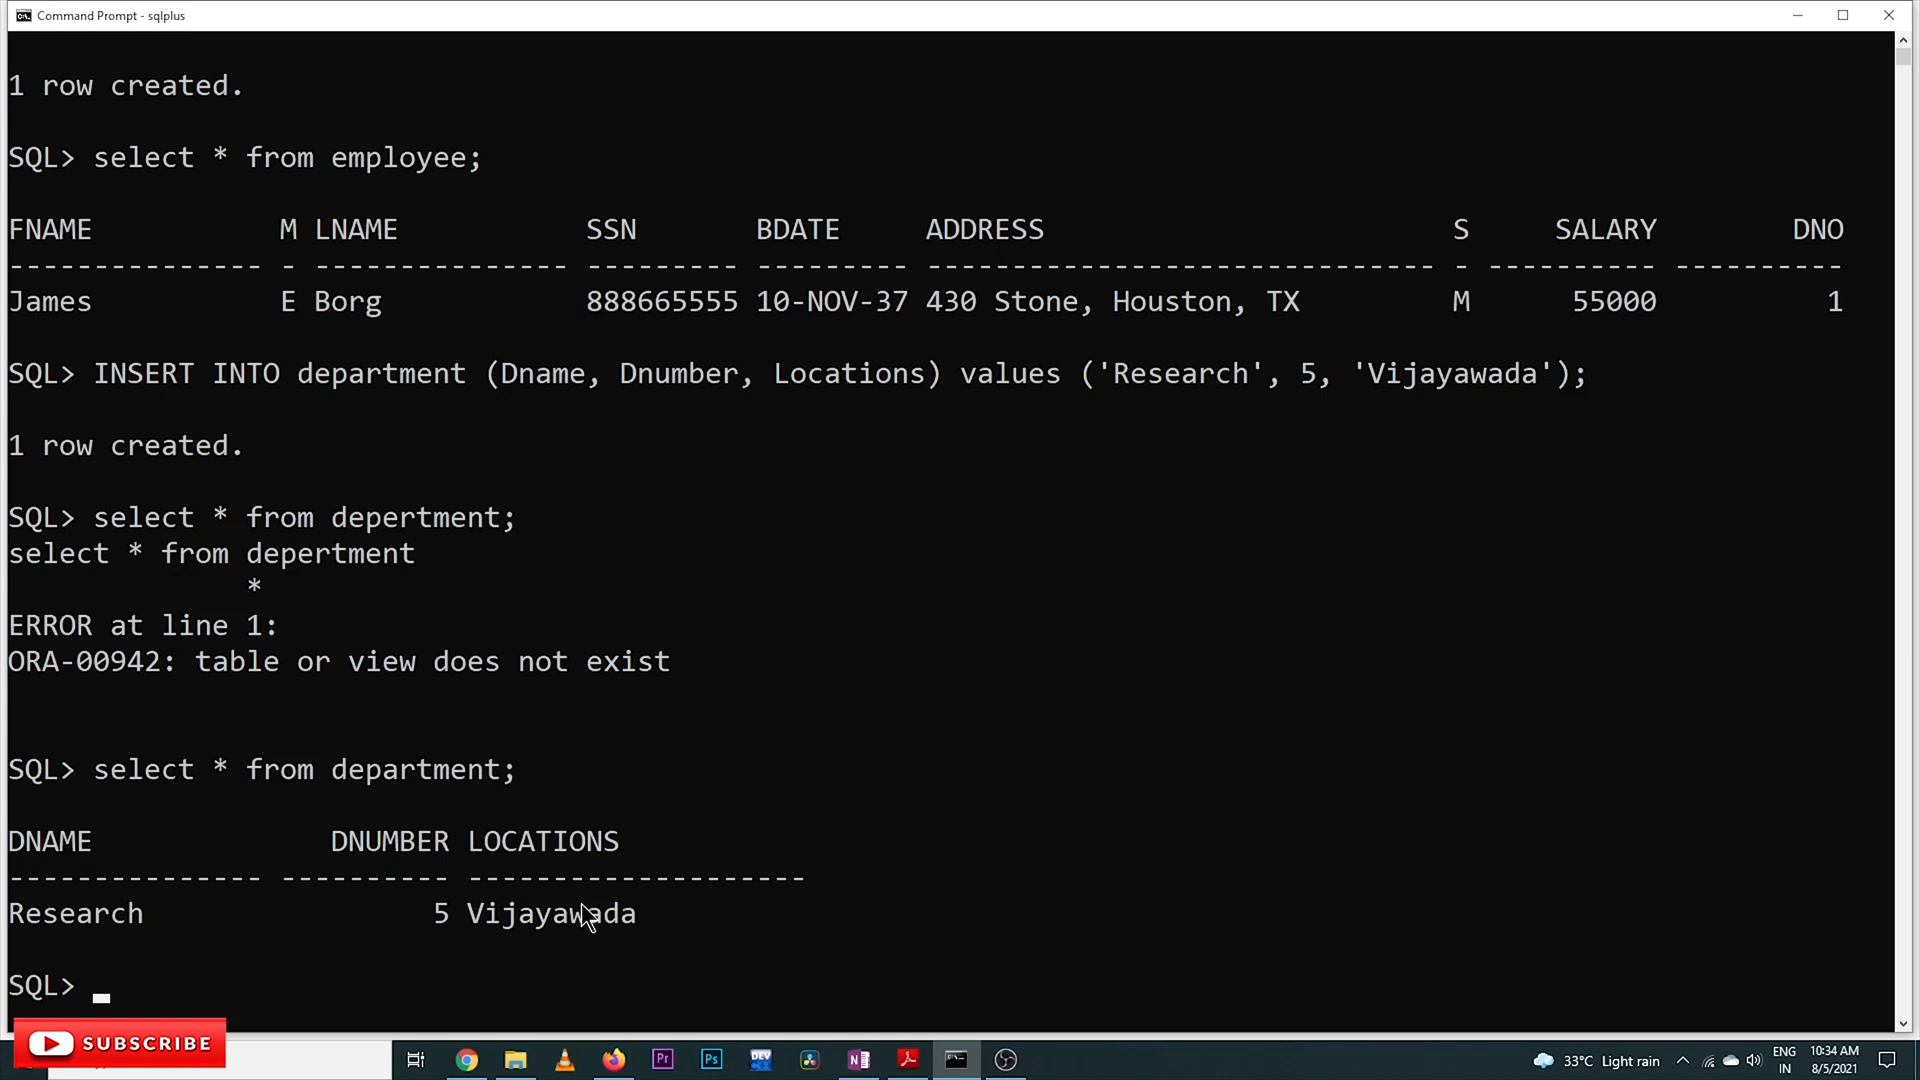 Command Prompt - sqlplus
1 row created.
SQL> select * from employee;
FNAME M LNAME SSN BDATE ADDRESS S SALARY DNO
--------------- - --------------- --------- --------- ------------------------------ - ---------- ----------
James E Borg 888665555 10-NOV-37 430 Stone, Houston, TX M 55000 1
SQL> INSERT INTO department (Dname, Dnumber, Locations) values ('Research', 5, 'Vijayawada');
1 row created.
SQL> select * from depertment;
select * from depertment
*
ERROR at line 1:
ORA-00942: table or view does not exist
SQL> select * from department;
DNAME DNUMBER LOCATIONS
--------------- ---------- --------------------
Research 5 Vijayawada
SQL>
SUBSCRIBE
Pr Ps DEV N
33°C Light rain
ENG
IN
10:34 AM
8/5/2021